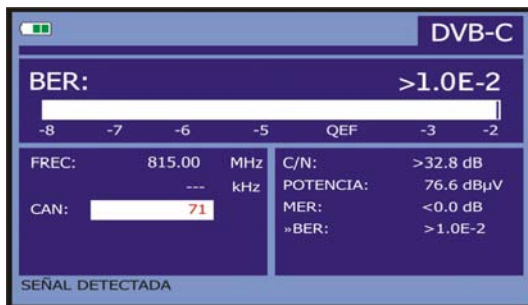 DVB-C
BER: >1.0E-2
-8 -7 -6 -5 QEF -3 -2
FREC: 815.00 MHz
--- kHz
CAN: 71
C/N: >32.8 dB
POTENCIA: 76.6 dBµV
MER: <0.0 dB
»BER: >1.0E-2
SEÑAL DETECTADA